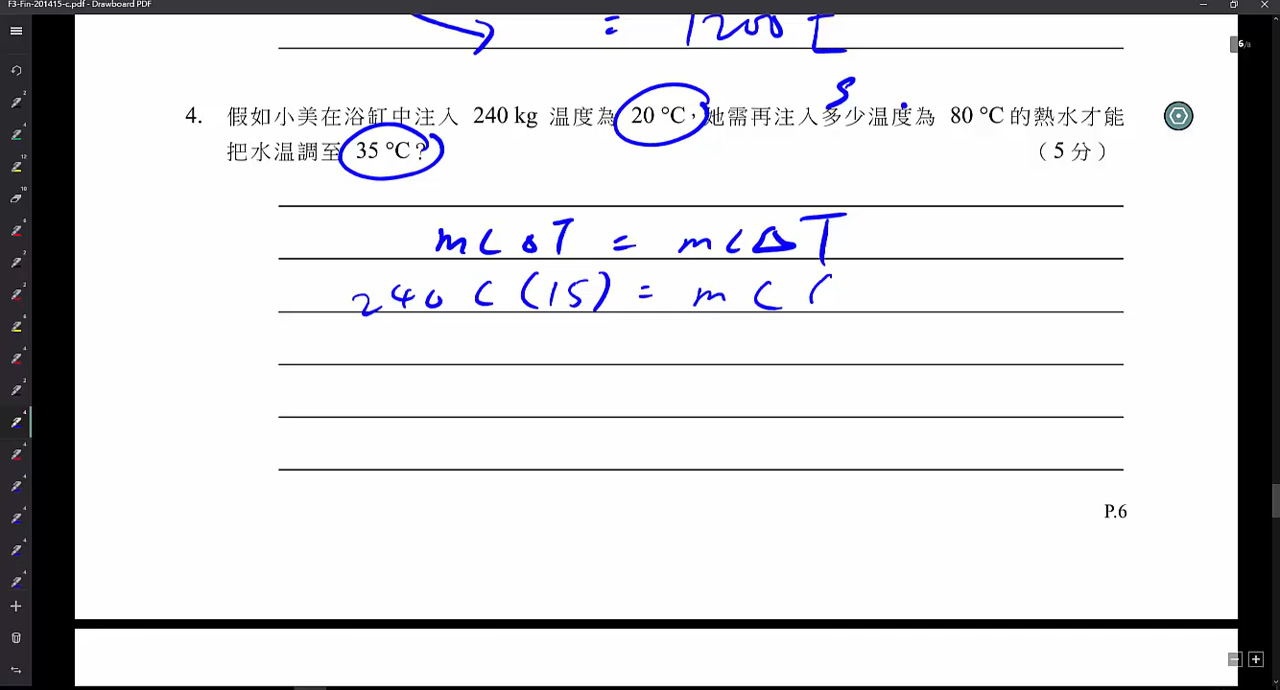 F3-Fin-201415-c.pdf - Drawboard PDF
= 1200 I
6/8
4. 假如小美在浴缸中注入 240 kg 溫度為 20 °C，她需再注入多少溫度為 80 °C 的熱水才能
把水溫調至 35 °C？ （5 分）
m c Δ T = m c Δ T
240 c (15) = m c (
P.6